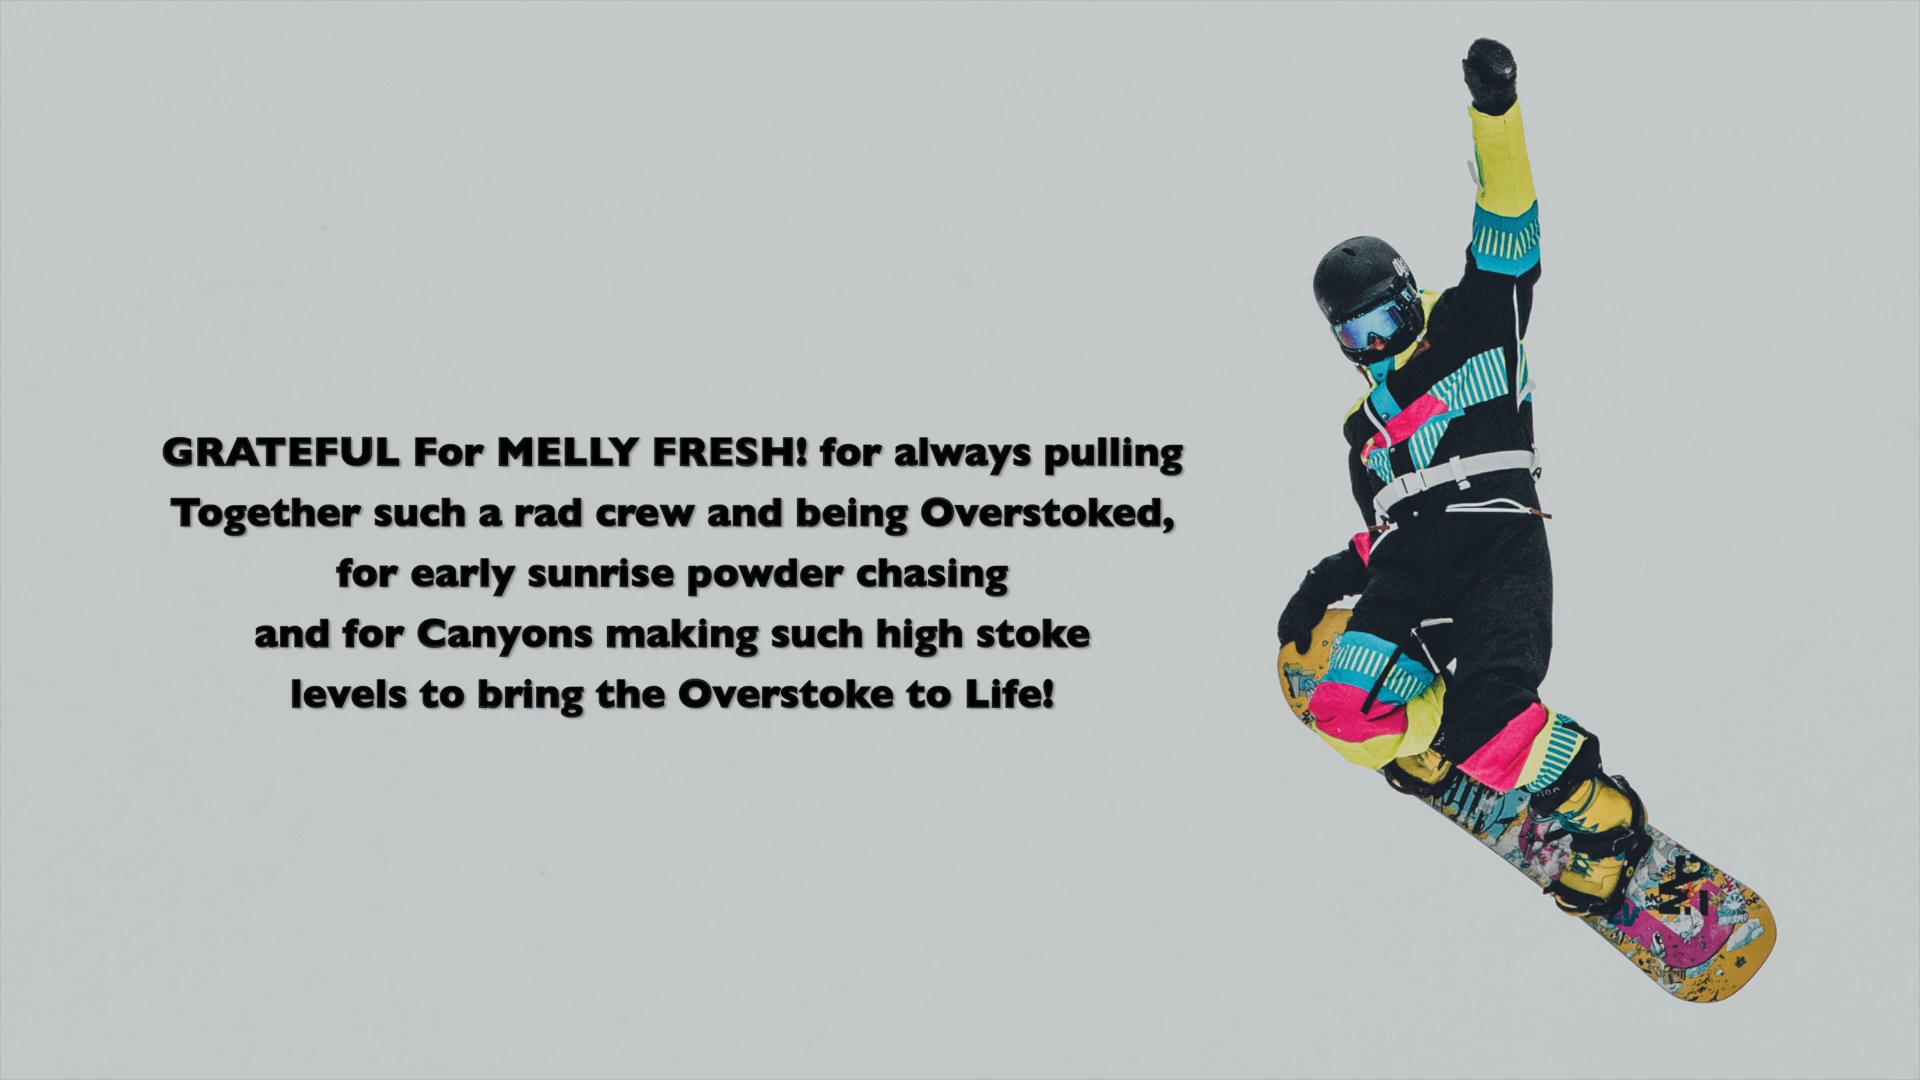 GRATEFUL For MELLY FRESH! for always pulling
Together such a rad crew and being Overstoked,
for early sunrise powder chasing
and for Canyons making such high stoke
levels to bring the Overstoke to Life!